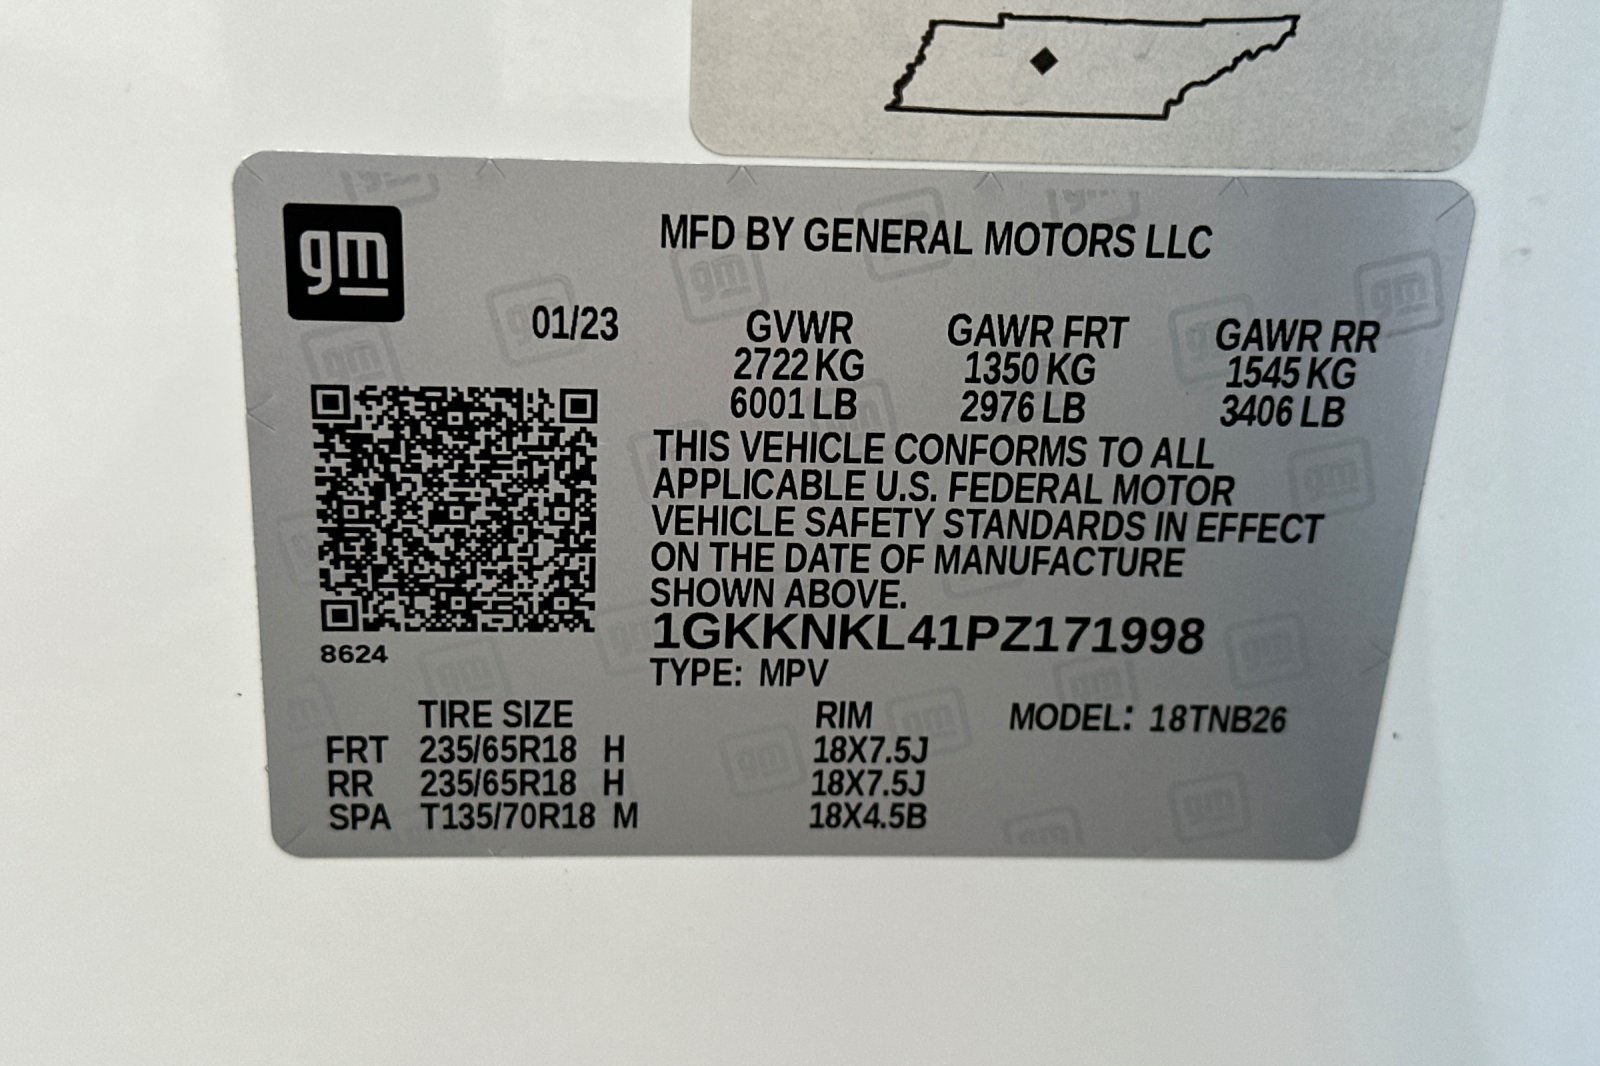 gm
MFD BY GENERAL MOTORS LLC
01/23 GVWR GAWR FRT GAWR RR
2722 KG 1350 KG 1545 KG
6001 LB 2976 LB 3406 LB
THIS VEHICLE CONFORMS TO ALL
APPLICABLE U.S. FEDERAL MOTOR
VEHICLE SAFETY STANDARDS IN EFFECT
ON THE DATE OF MANUFACTURE
SHOWN ABOVE.
1GKKNKL41PZ171998
8624
TYPE: MPV
TIRE SIZE RIM MODEL: 18TNB26
FRT 235/65R18 H 18X7.5J
RR 235/65R18 H 18X7.5J
SPA T135/70R18 M 18X4.5B